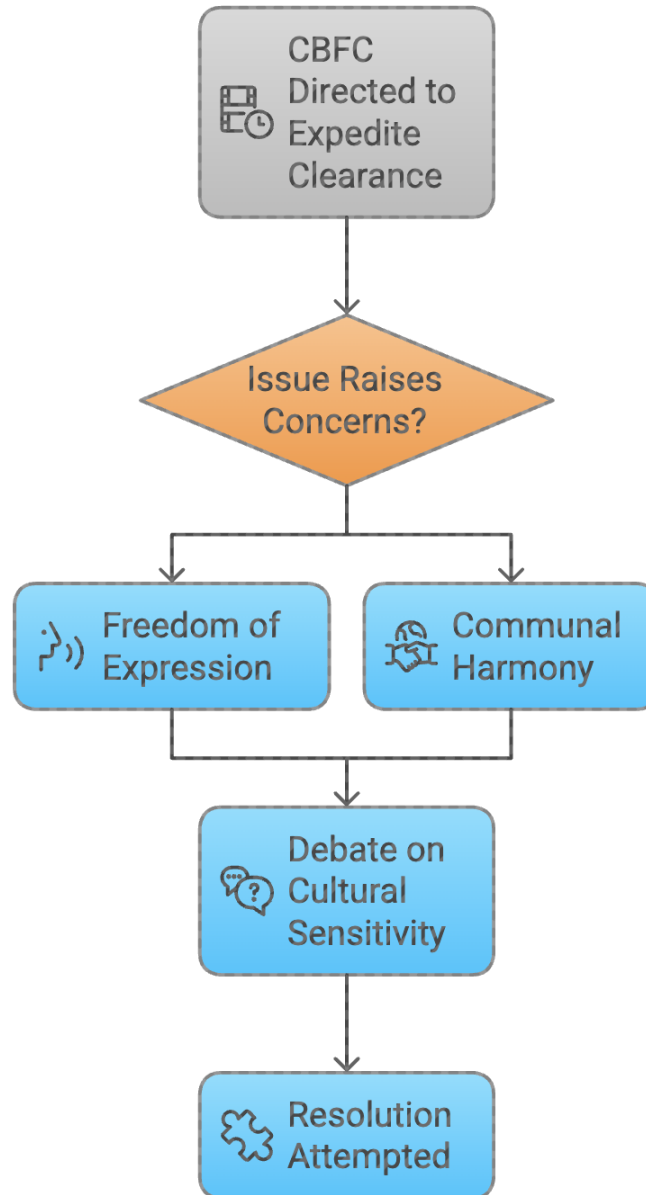 CBFC
Directed to
Expedite
Clearance
Issue Raises
Concerns?
Freedom of
Expression
Communal
Harmony
Debate on
Cultural
Sensitivity
Resolution
Attempted